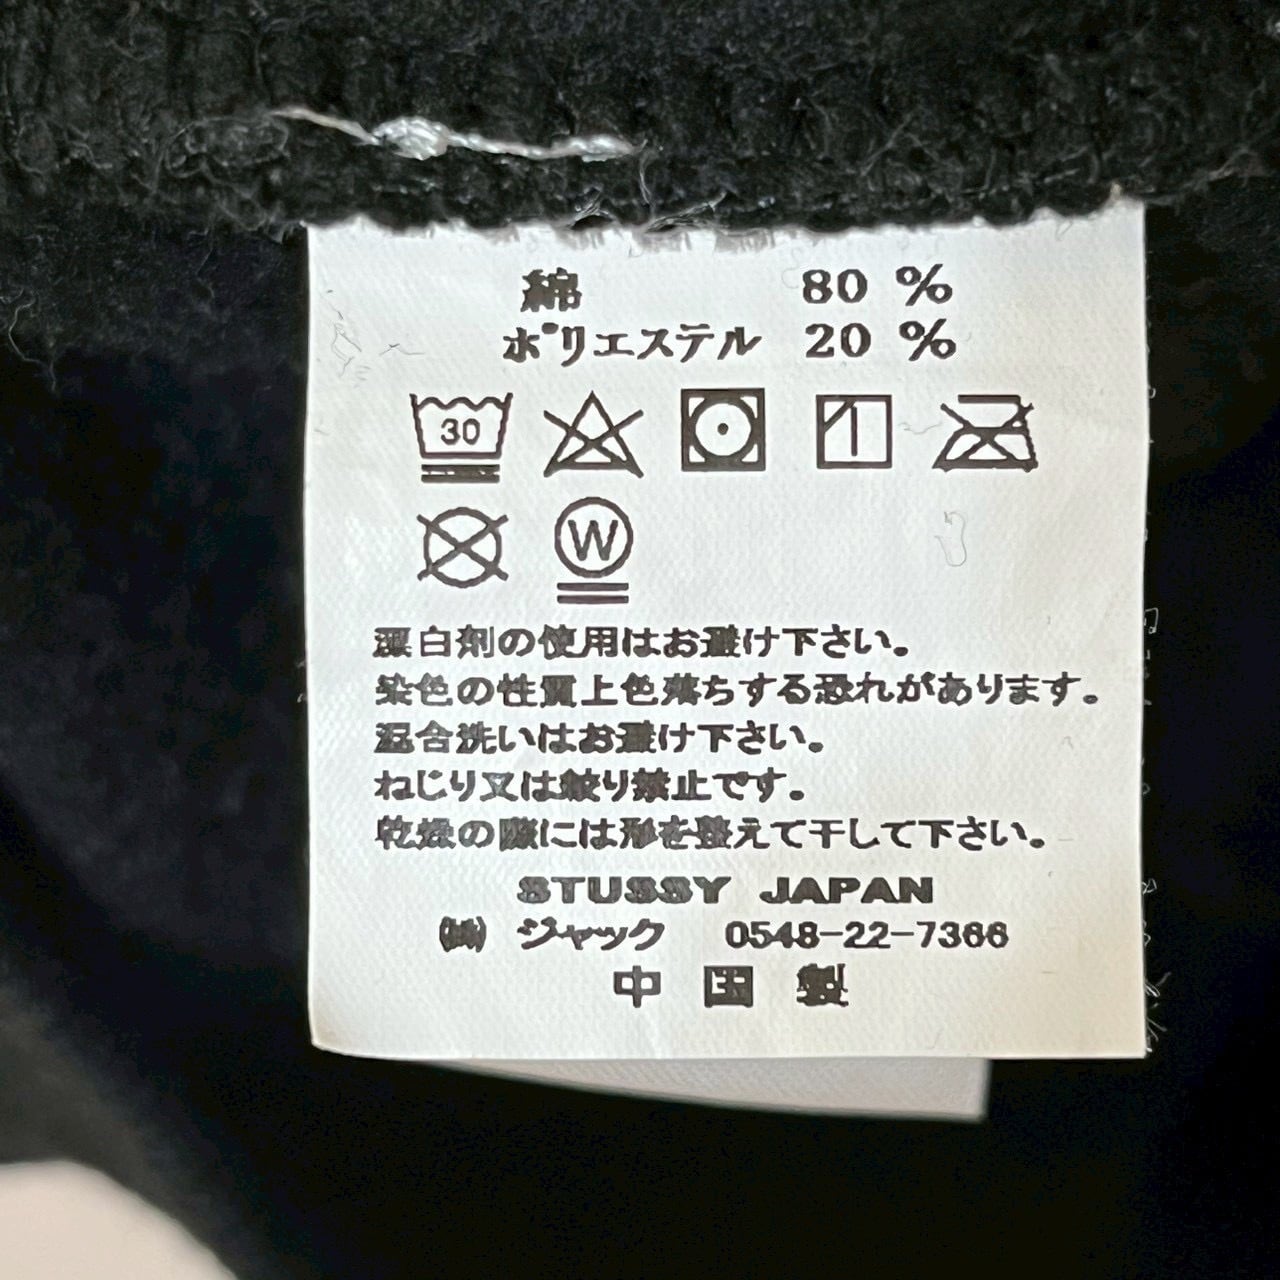 綿 80 %
ポリエステル 20 %
30
W
漂白剤の使用はお避け下さい。
染色の性質上色落ちする恐れがあります。
混合洗いはお避け下さい。
ねじり又は絞り禁止です。
乾燥の際には形を整えて干して下さい。
STUSSY JAPAN
㈱ ジャック 0548-22-7366
中国製